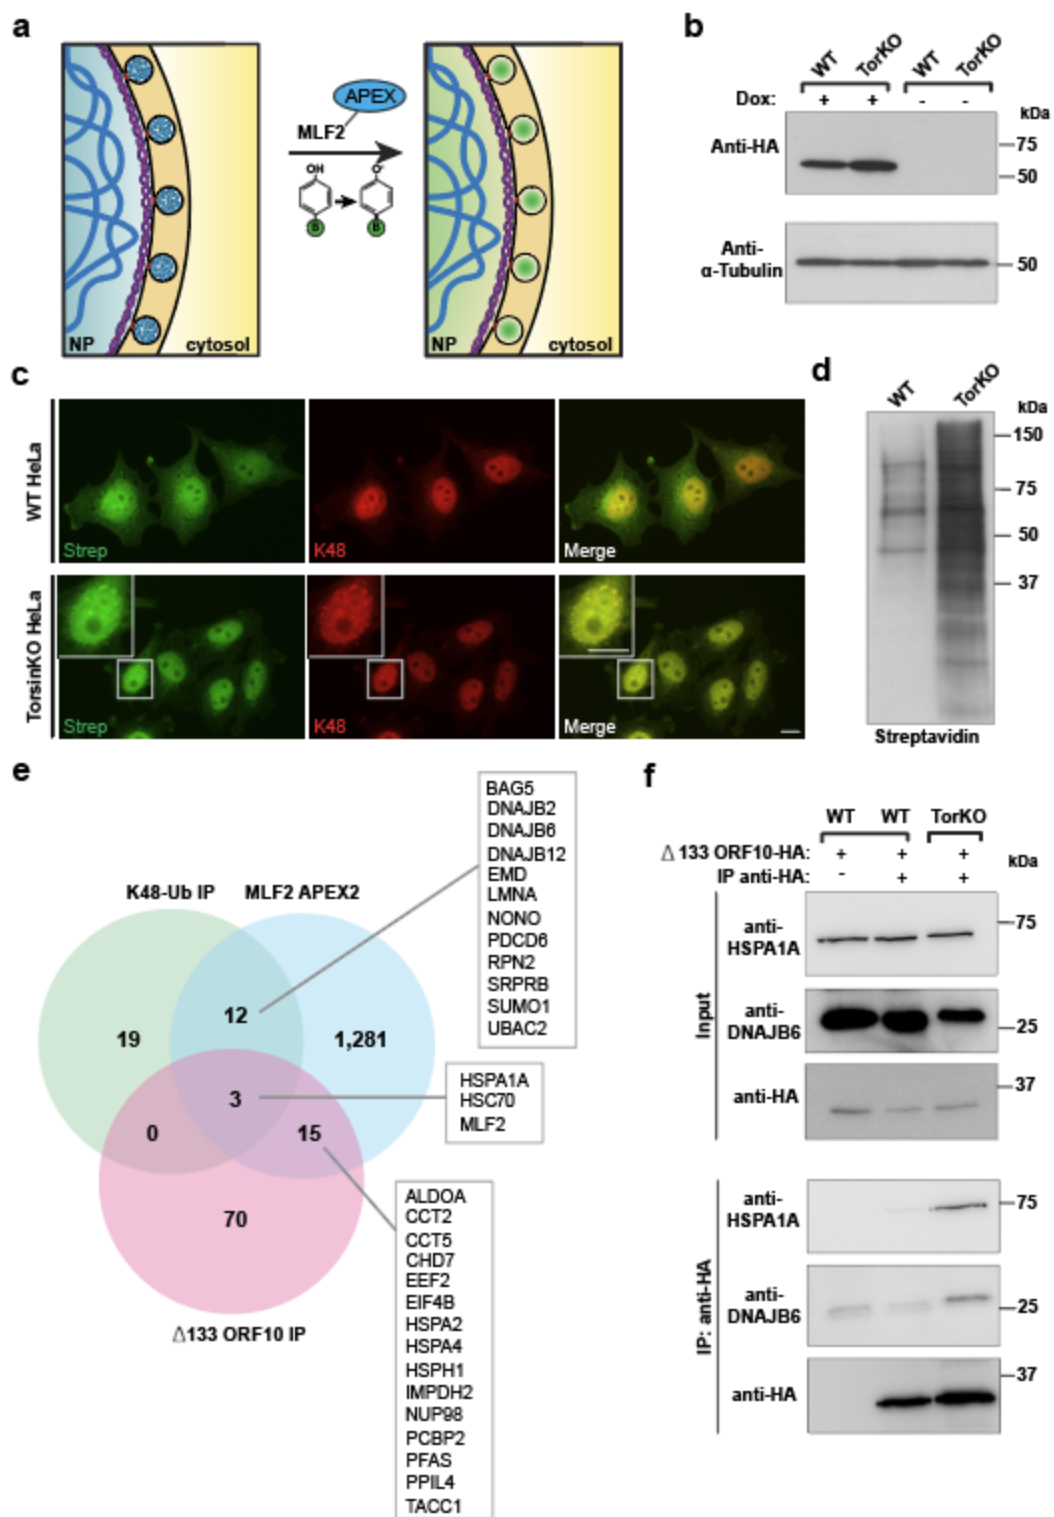 a
APEX
MLF2
OH
O-
B
B
NP
cytosol
NP
cytosol
b
WT
TorKO
WT
TorKO
Dox:
+
+
-
-
kDa
Anti-HA
75
50
Anti-
α-Tubulin
50
c
WT HeLa
Strep
K48
Merge
TorsinKO HeLa
Strep
K48
Merge
d
WT
TorKO
kDa
150
75
50
37
Streptavidin
e
K48-Ub IP
MLF2 APEX2
19
12
1,281
3
0
15
70
Δ133 ORF10 IP
BAG5
DNAJB2
DNAJB6
DNAJB12
EMD
LMNA
NONO
PDCD6
RPN2
SRPRB
SUMO1
UBAC2
HSPA1A
HSC70
MLF2
ALDOA
CCT2
CCT5
CHD7
EEF2
EIF4B
HSPA2
HSPA4
HSPH1
IMPDH2
NUP98
PCBP2
PFAS
PPIL4
TACC1
f
WT
WT
TorKO
Δ 133 ORF10-HA:
+
+
+
kDa
IP anti-HA:
-
+
+
Input
anti-
HSPA1A
75
anti-
DNAJB6
25
anti-HA
37
IP: anti-HA
anti-
HSPA1A
75
anti-
DNAJB6
25
anti-HA
37